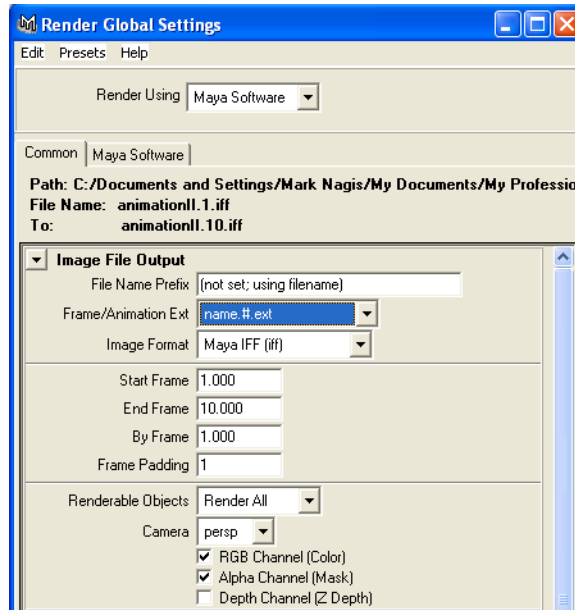 Render Global Settings
Edit Presets Help
Render Using Maya Software
Common Maya Software
Path: C:/Documents and Settings/Mark Nagis/My Documents/My Professio
File Name: animationII.1.iff
To: animationII.10.iff
Image File Output
File Name Prefix (not set; using filename)
Frame/Animation Ext name.#.ext
Image Format Maya IFF (iff)
Start Frame 1.000
End Frame 10.000
By Frame 1.000
Frame Padding 1
Renderable Objects Render All
Camera persp
RGB Channel (Color)
Alpha Channel (Mask)
Depth Channel (Z Depth)